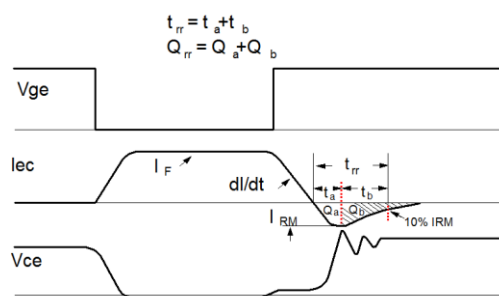 t rr = t a + t b
Q rr = Q a + Q b
Vge
Iec
I F
dI/dt
t rr
t a
t b
Q a
Q b
I RM
10% IRM
Vce